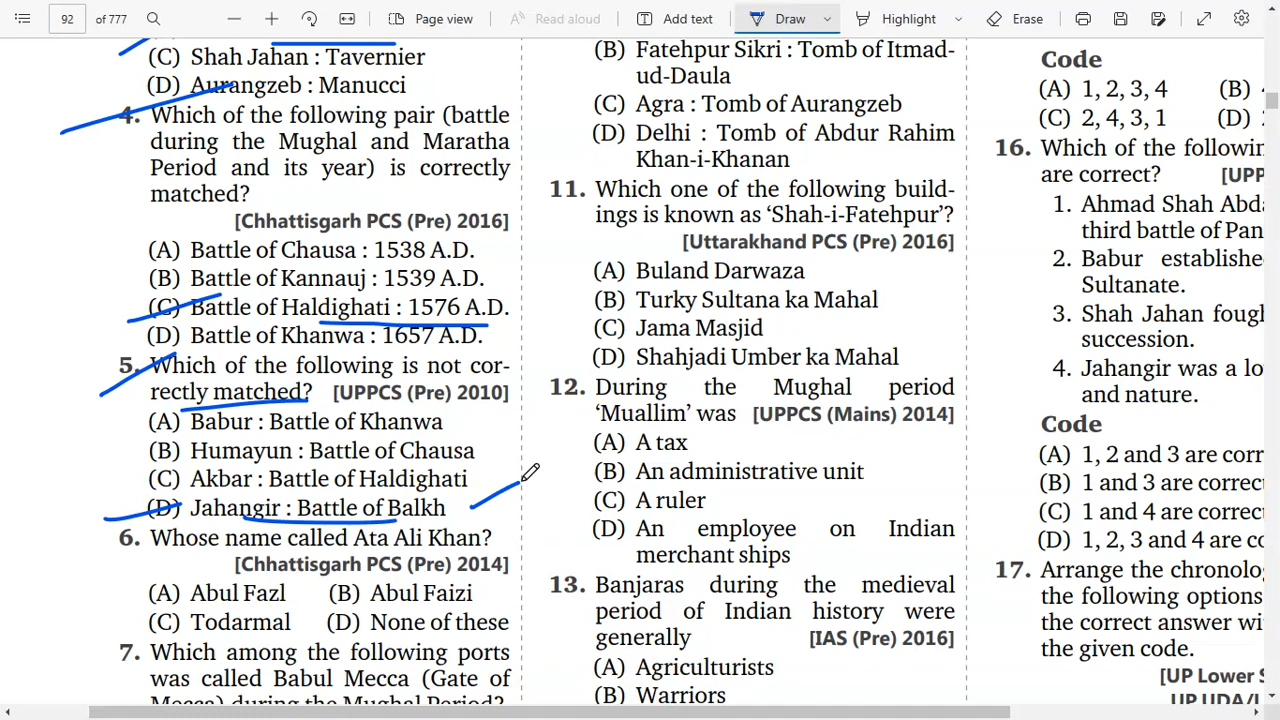 92 of 777
Page view
Read aloud
Add text
Draw
Highlight
Erase
(C) Shah Jahan : Tavernier
(D) Aurangzeb : Manucci
4. Which of the following pair (battle
during the Mughal and Maratha
Period and its year) is correctly
matched?
[Chhattisgarh PCS (Pre) 2016]
(A) Battle of Chausa : 1538 A.D.
(B) Battle of Kannauj : 1539 A.D.
(C) Battle of Haldighati : 1576 A.D.
(D) Battle of Khanwa : 1657 A.D.
5. Which of the following is not cor-
rectly matched? [UPPCS (Pre) 2010]
(A) Babur : Battle of Khanwa
(B) Humayun : Battle of Chausa
(C) Akbar : Battle of Haldighati
(D) Jahangir : Battle of Balkh
6. Whose name called Ata Ali Khan?
[Chhattisgarh PCS (Pre) 2014]
(A) Abul Fazl (B) Abul Faizi
(C) Todarmal (D) None of these
7. Which among the following ports
was called Babul Mecca (Gate of
Mecca) during the Mughal Period?
(B) Fatehpur Sikri : Tomb of Itmad-
ud-Daula
(C) Agra : Tomb of Aurangzeb
(D) Delhi : Tomb of Abdur Rahim
Khan-i-Khanan
11. Which one of the following build-
ings is known as ‘Shah-i-Fatehpur’?
[Uttarakhand PCS (Pre) 2016]
(A) Buland Darwaza
(B) Turky Sultana ka Mahal
(C) Jama Masjid
(D) Shahjadi Umber ka Mahal
12. During the Mughal period
‘Muallim’ was [UPPCS (Mains) 2014]
(A) A tax
(B) An administrative unit
(C) A ruler
(D) An employee on Indian
merchant ships
13. Banjaras during the medieval
period of Indian history were
generally [IAS (Pre) 2016]
(A) Agriculturists
(B) Warriors
Code
(A) 1, 2, 3, 4 (B)
(C) 2, 4, 3, 1 (D)
16. Which of the
are correct?
1. Ahmad Shah
third battle of
2. Babur
Sultanate.
3. Shah Jahan
succession.
4. Jahangir was a
and nature.
Code
(A) 1, 2 and 3 are
(B) 1 and 3 are
(C) 1 and 4 are
(D) 1, 2, 3 and 4 are
17. Arrange the
the following options
the correct answer
the given code.
[UP Lower
UP UDA/